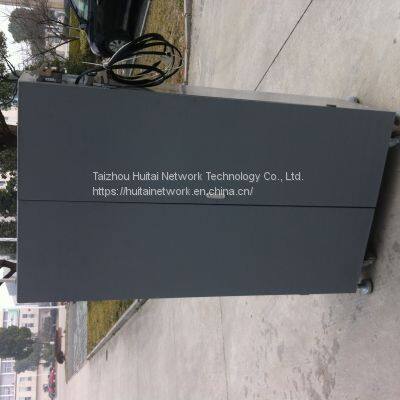 Taizhou Huitai Network Technology Co., Ltd.
https://huitainetwork.en.china.cn/